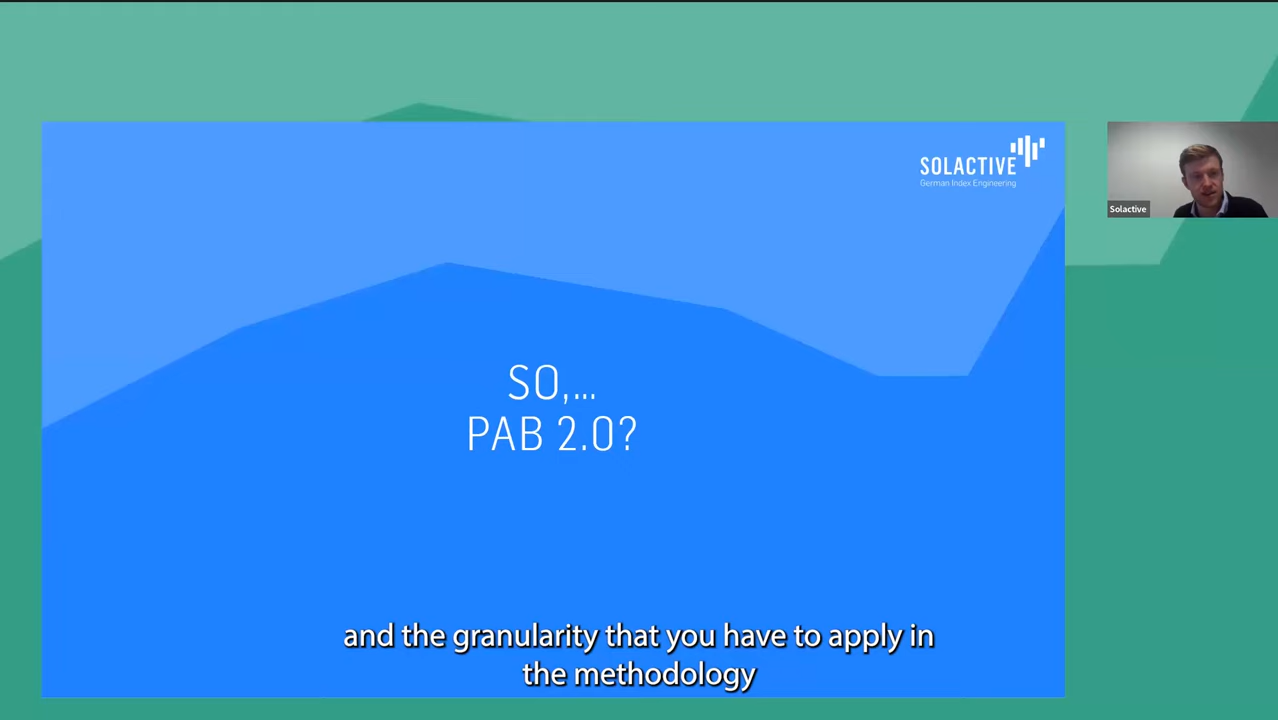 SOLACTIVE
German Index Engineering
Solactive
SO,...
PAB 2.0?
and the granularity that you have to apply in
the methodology